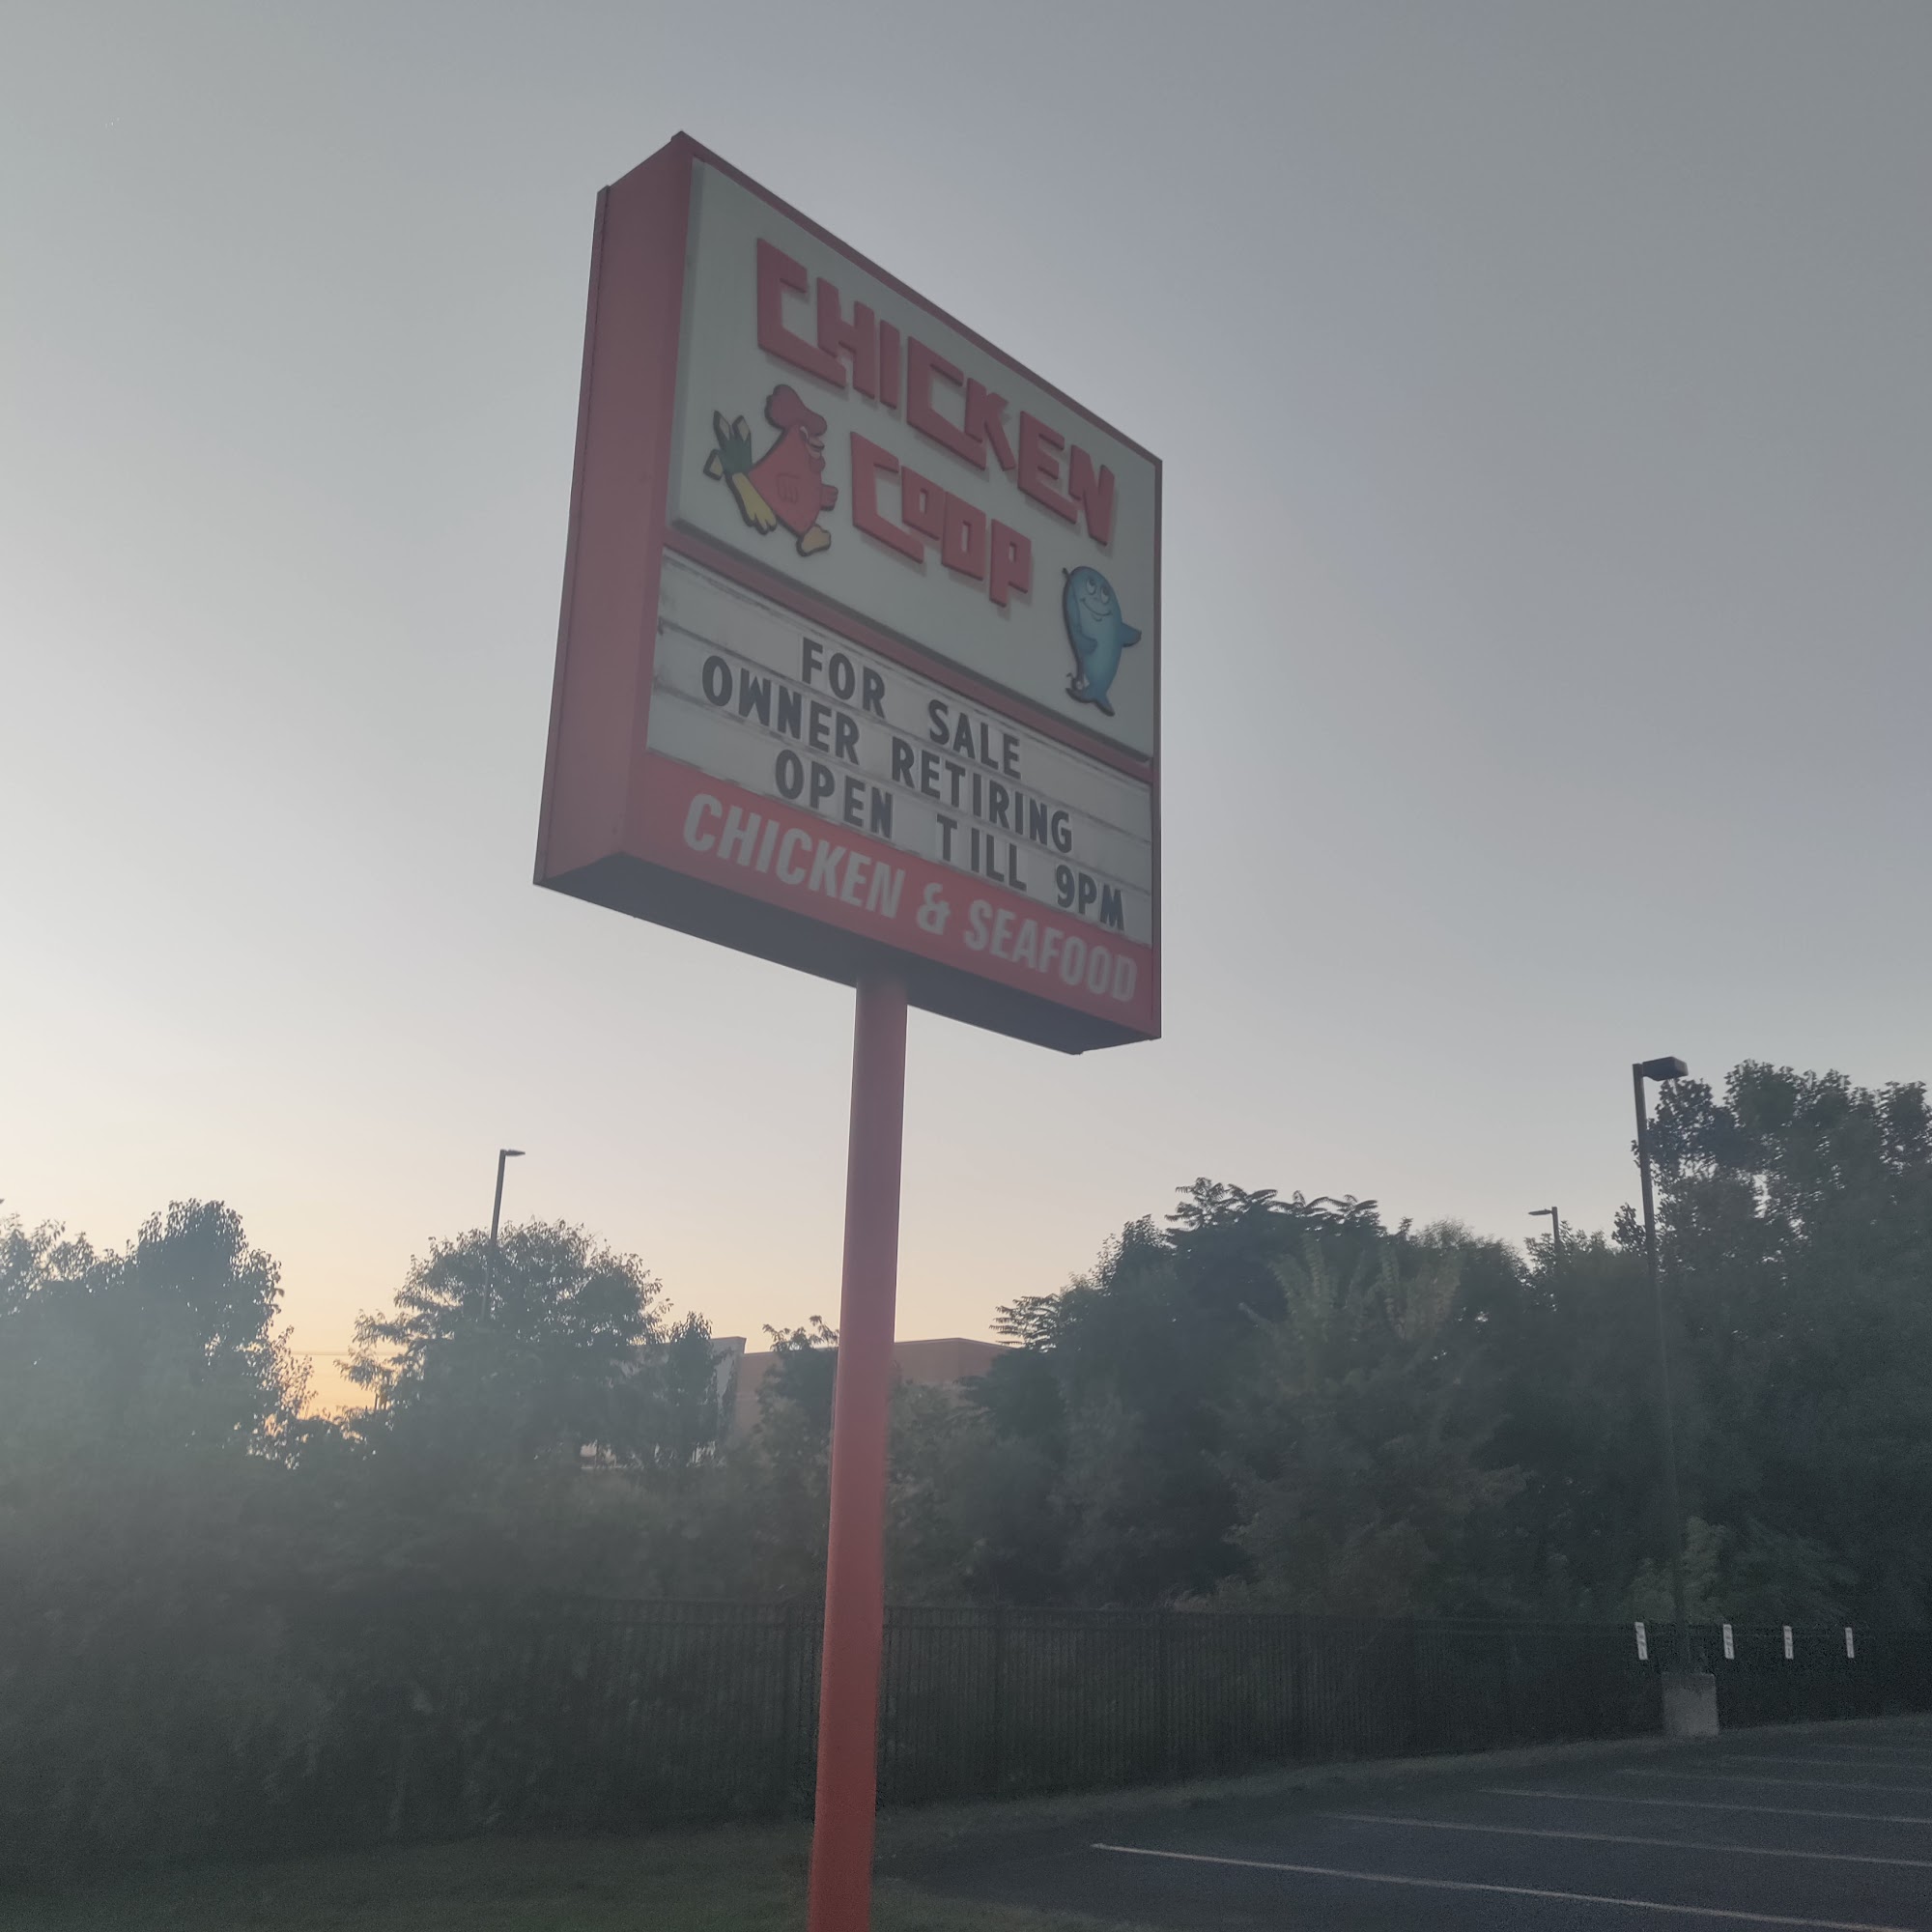 CHICKEN
COOP
FOR SALE
OWNER RETIRING
OPEN TILL 9PM
CHICKEN & SEAFOOD